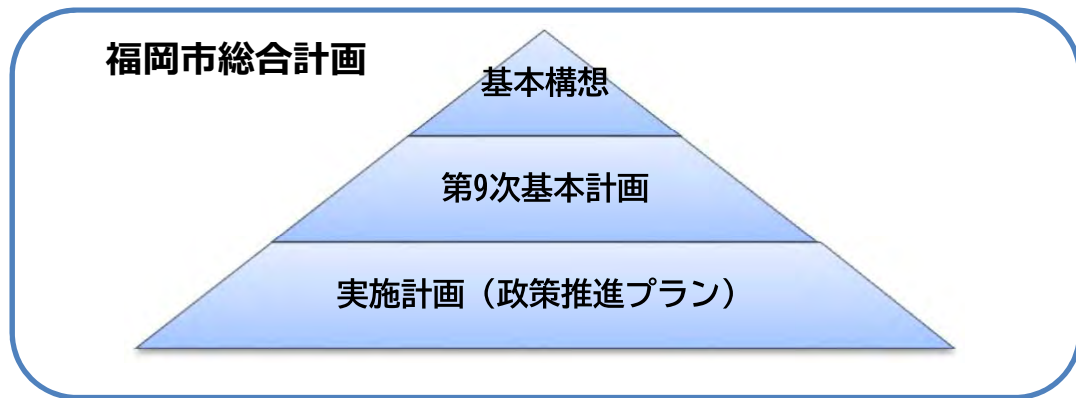 福岡市総合計画
基本構想
第9次基本計画
実施計画（政策推進プラン）